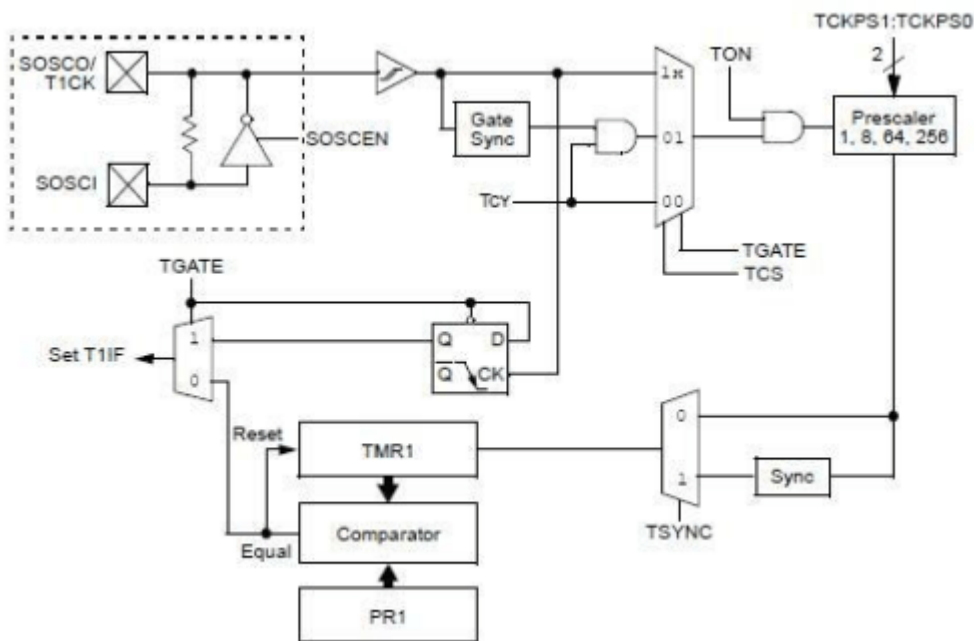 TCKPS1:TCKPS0
SOSCO/
T1CK
TON
2
1x
Prescaler
1, 8, 64, 256
Gate
Sync
SOSCEN
01
SOSCI
TCY
00
TGATE
TCS
TGATE
1
Q
D
Set T1IF
Q
CK
0
0
Reset
TMR1
1
Sync
TSYNC
Comparator
Equal
PR1